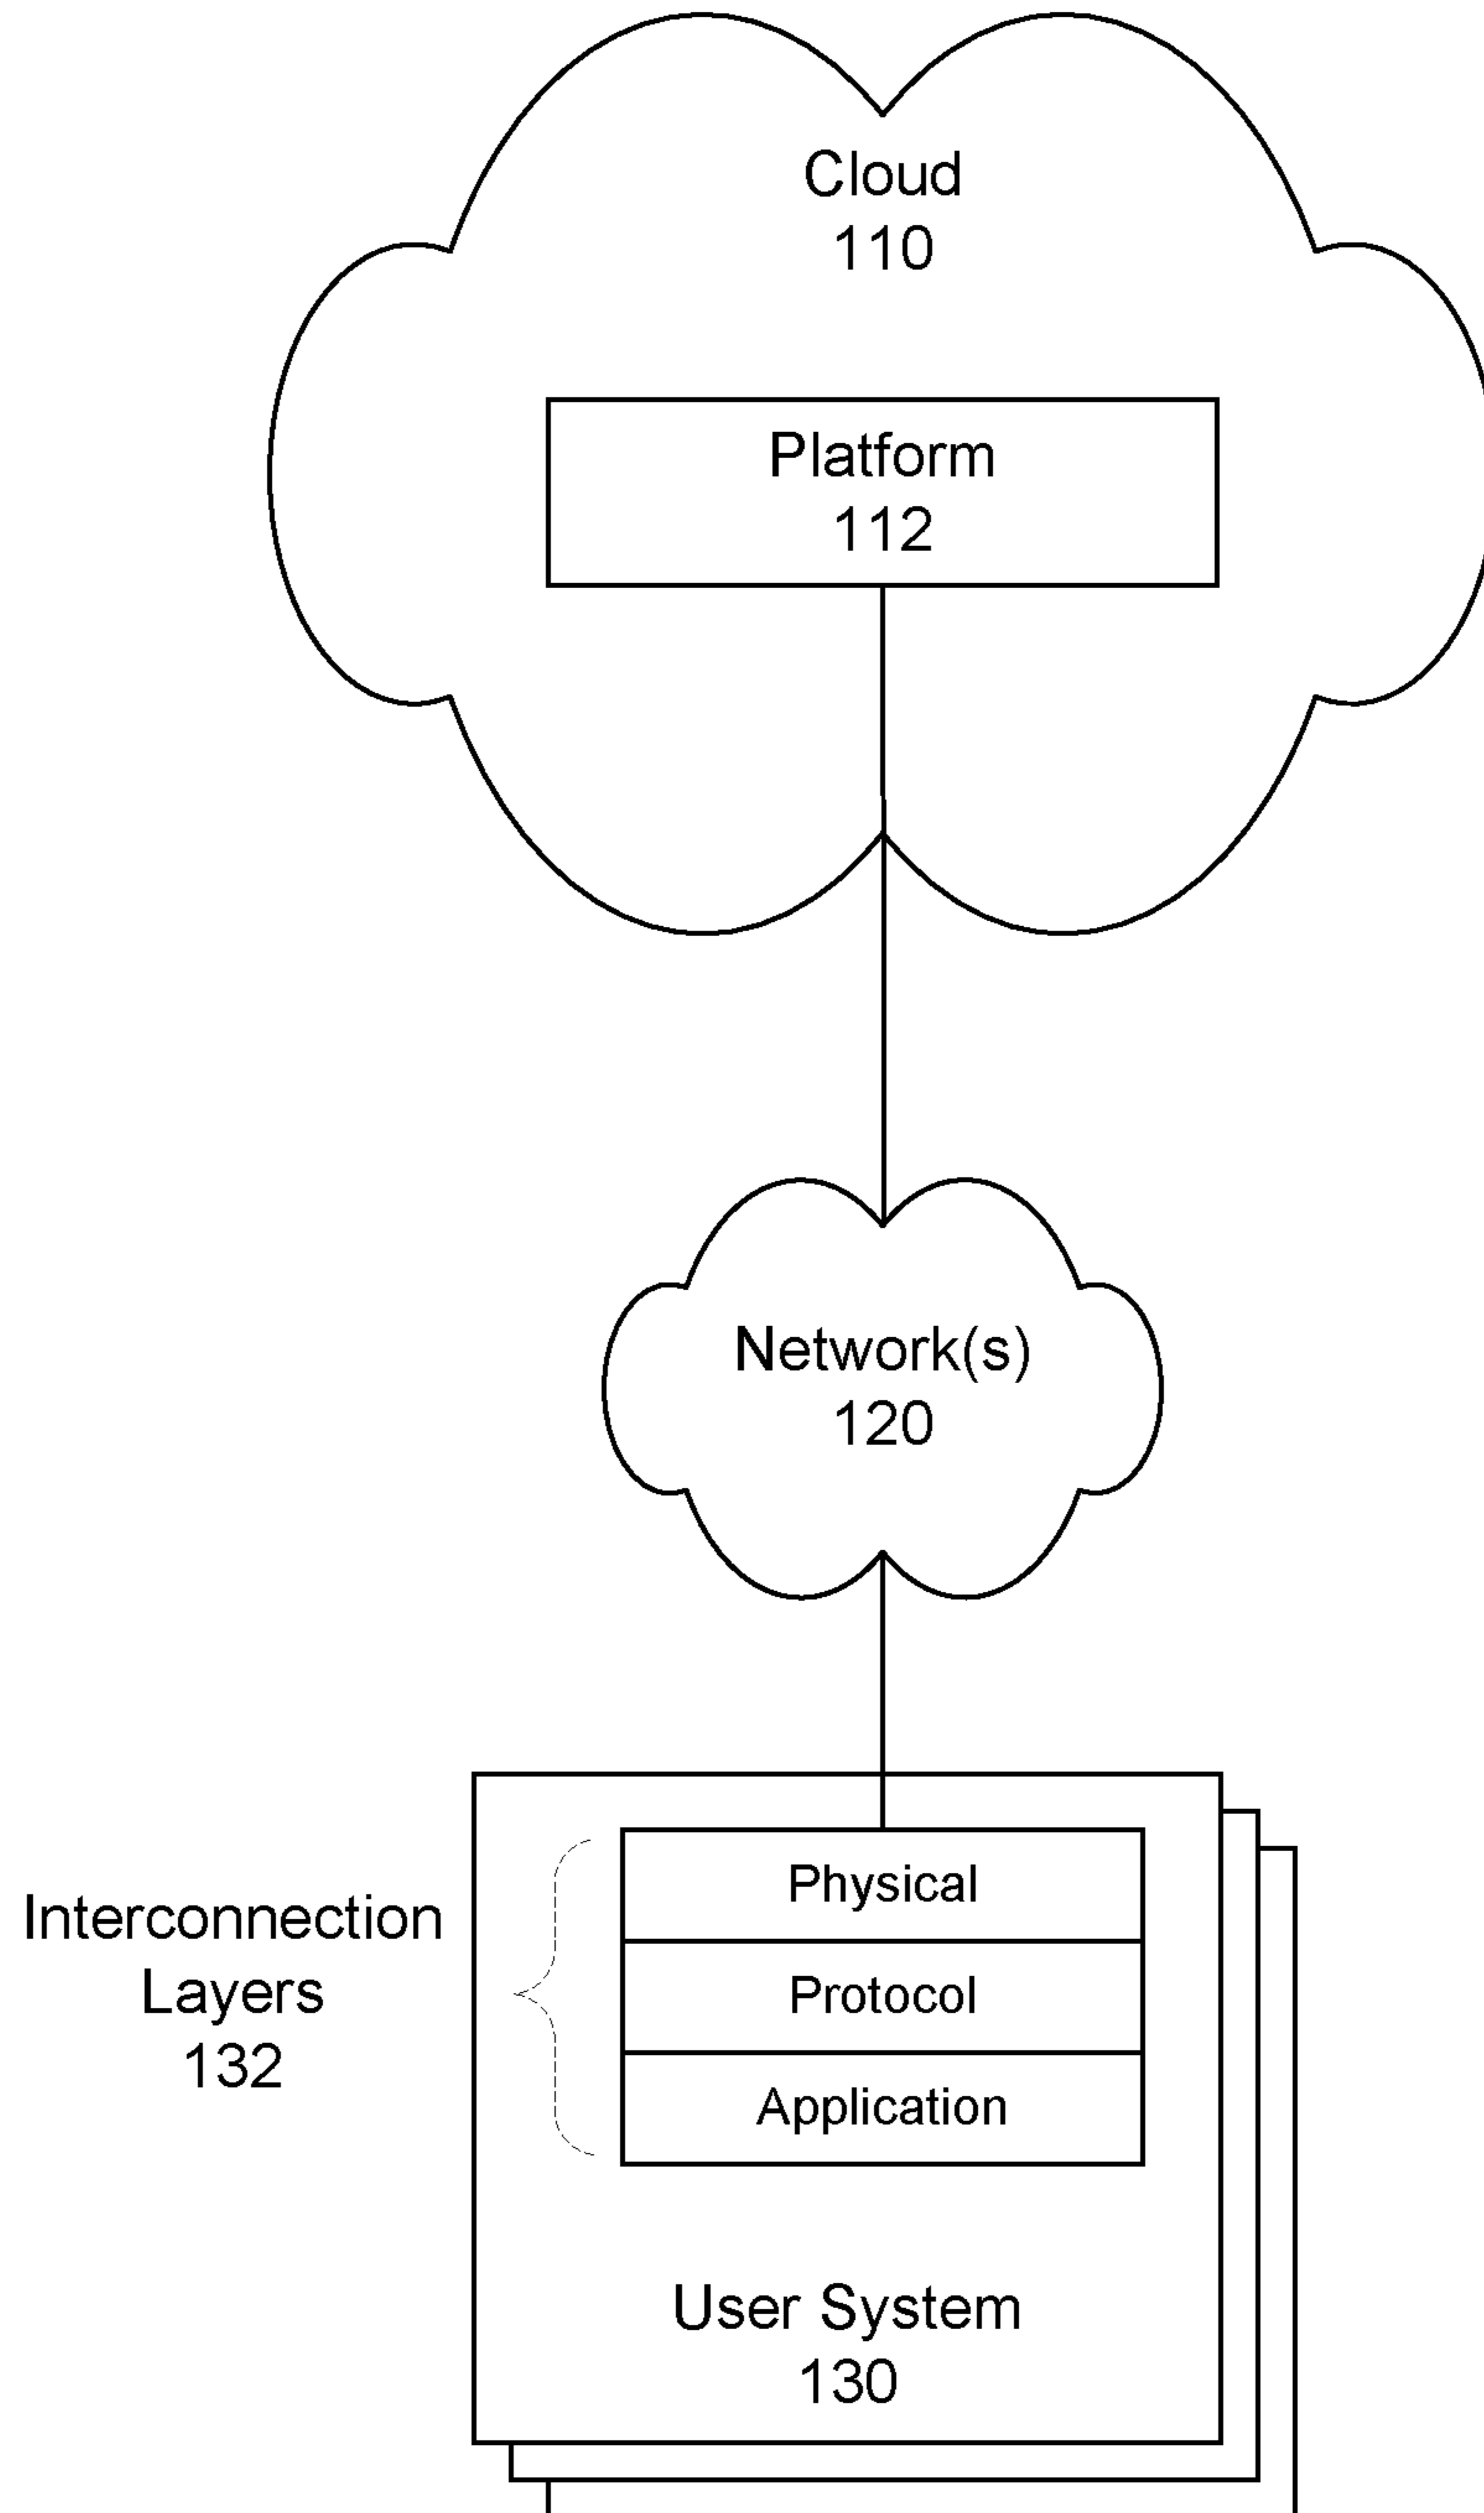 Cloud
110
Platform
112
Network(s)
120
Interconnection
Layers
132
Physical
Protocol
Application
User System
130